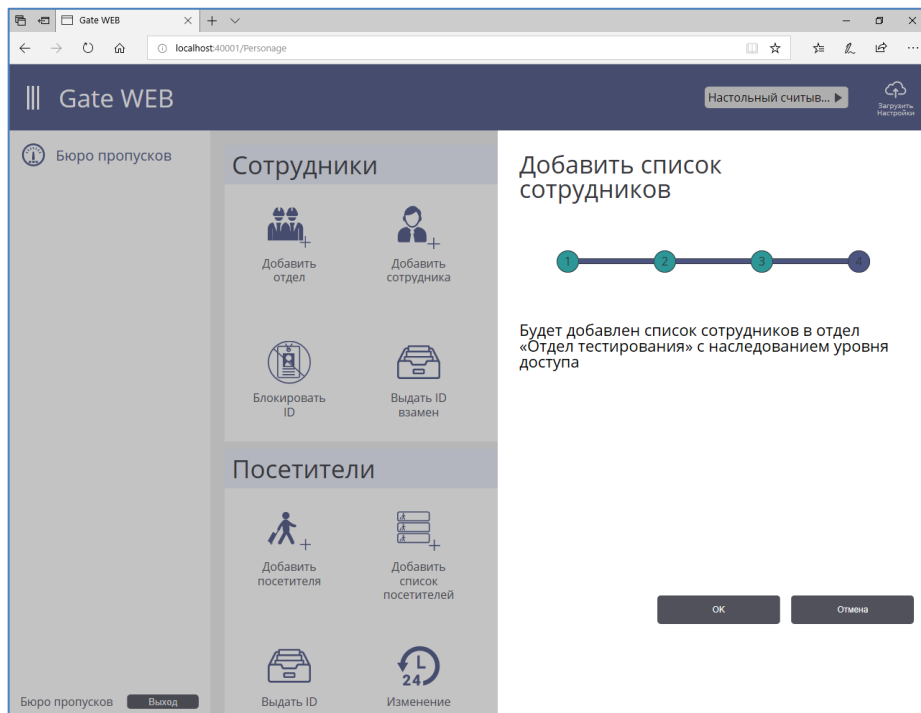 Gate WEB
localhost:40001/Personage
Gate WEB
Настольный считыв...
Загрузить
Настройки
Бюро пропусков
Сотрудники
Добавить
отдел
Добавить
сотрудника
Блокировать
ID
Выдать ID
взамен
Посетители
Добавить
посетителя
Добавить
список
посетителей
Выдать ID
24
Изменение
Бюро пропусков
Выход
Добавить список
сотрудников
1
2
3
4
Будет добавлен список сотрудников в отдел
«Отдел тестирования» с наследованием уровня
доступа
OK
Отмена